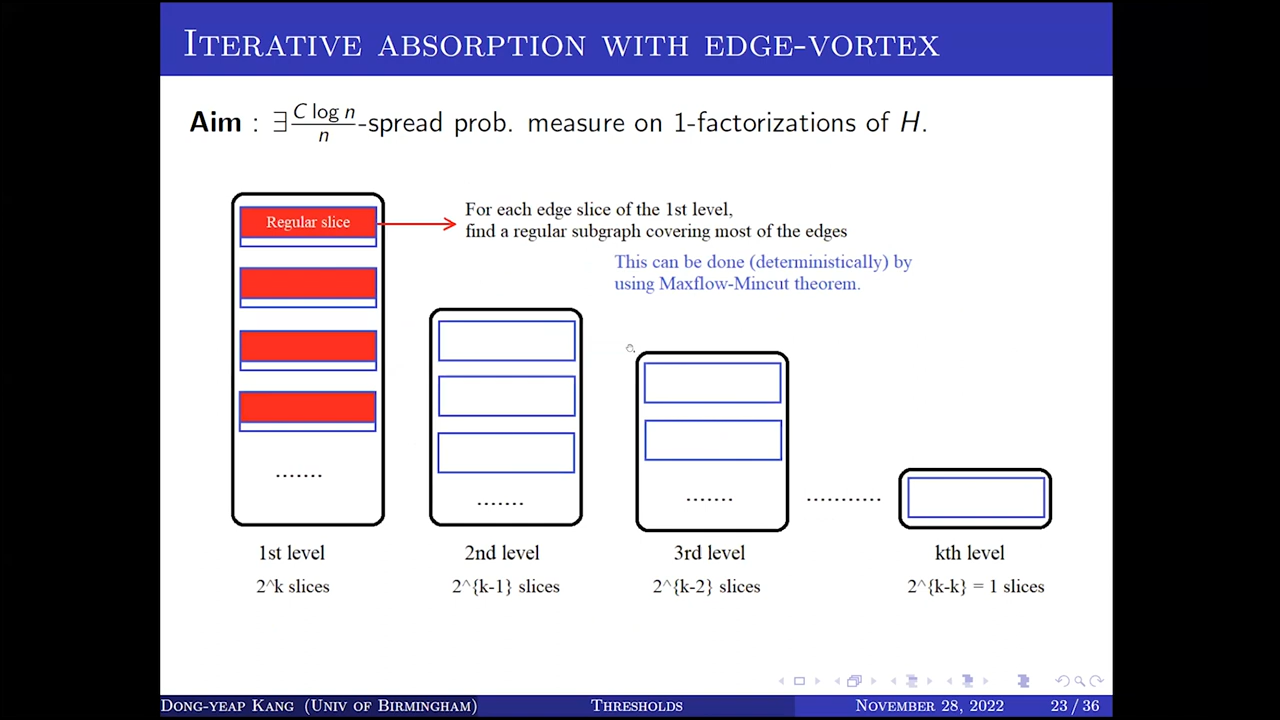 ITERATIVE ABSORPTION WITH EDGE-VORTEX
Aim : ∃ C log n / n -spread prob. measure on 1-factorizations of H.
Regular slice
For each edge slice of the 1st level,
find a regular subgraph covering most of the edges
This can be done (deterministically) by
using Maxflow-Mincut theorem.
.......
.......
.......
...........
1st level
2nd level
3rd level
kth level
2^k slices
2^{k-1} slices
2^{k-2} slices
2^{k-k} = 1 slices
DONG-YEAP KANG (UNIV OF BIRMINGHAM)
THRESHOLDS
NOVEMBER 28, 2022
23 / 36